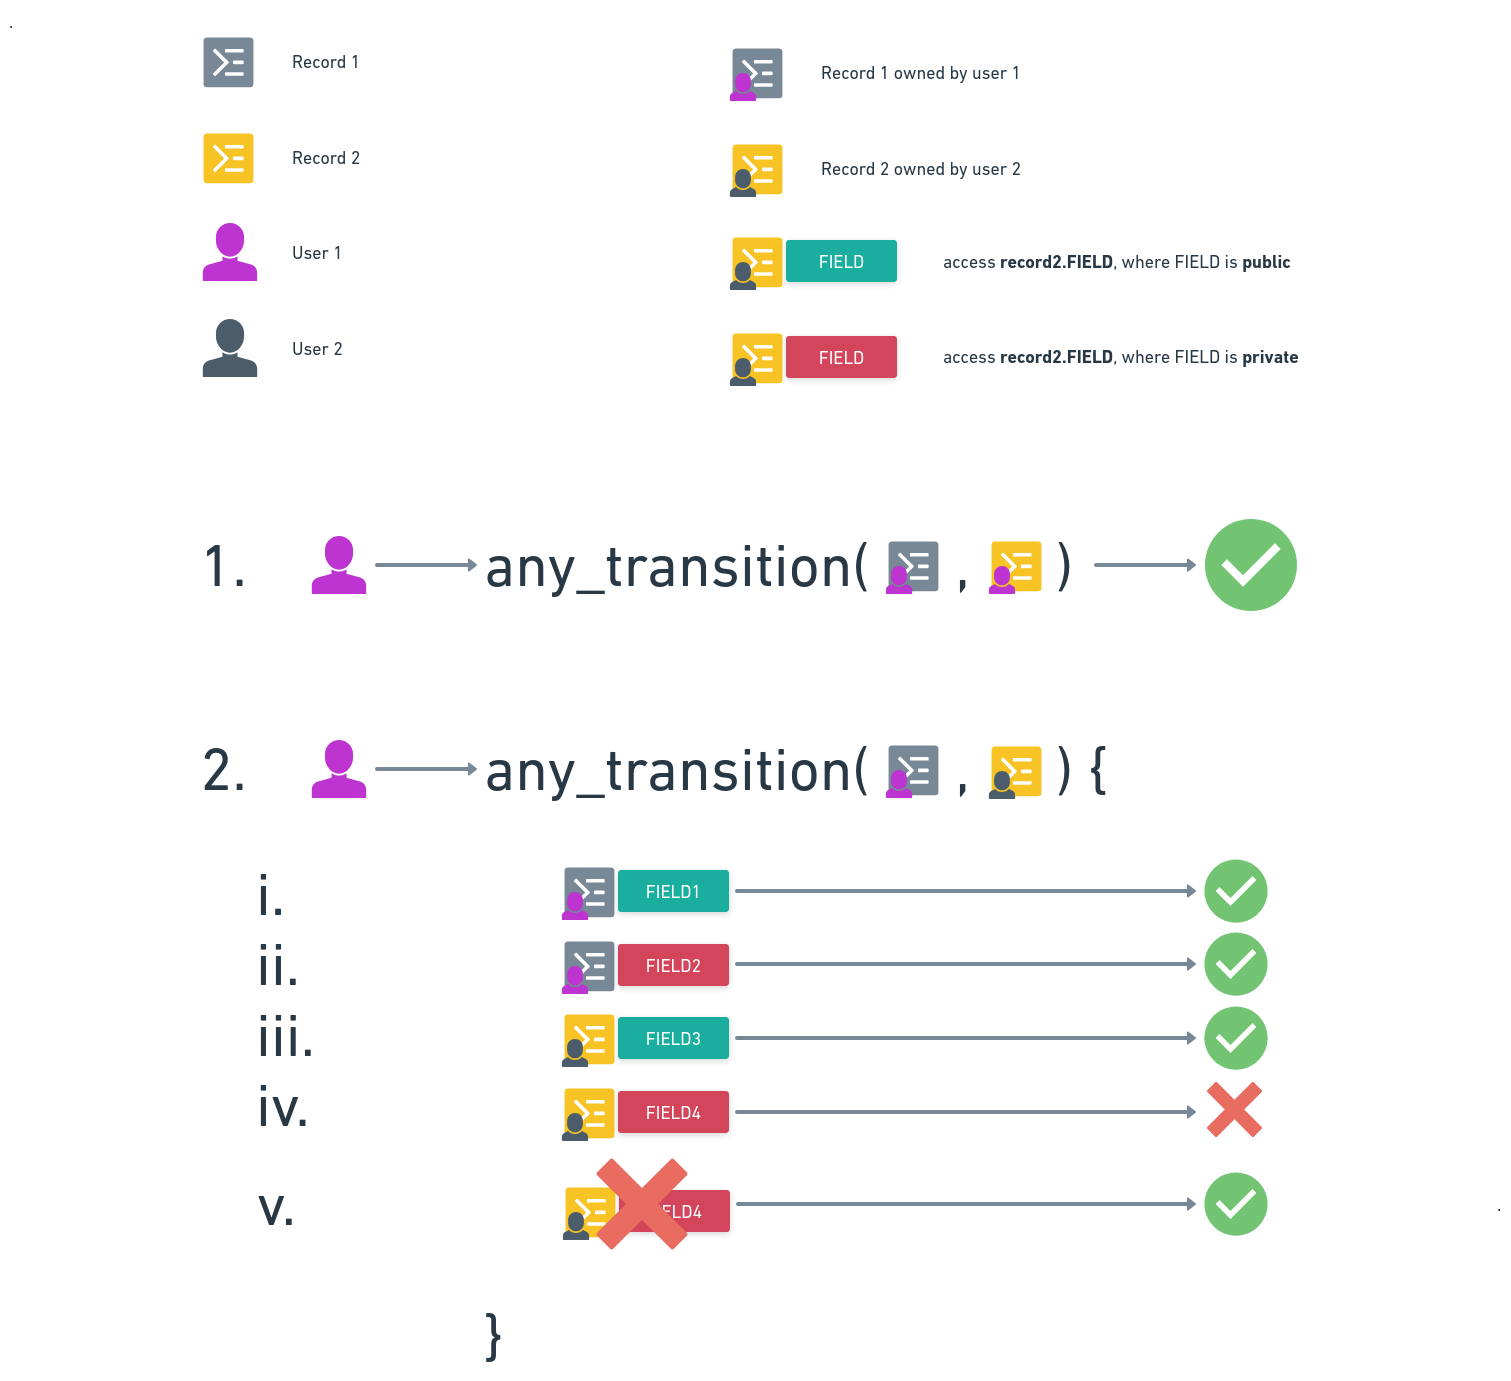 Record 1
Record 2
User 1
User 2
Record 1 owned by user 1
Record 2 owned by user 2
FIELD access record2.FIELD, where FIELD is public
FIELD access record2.FIELD, where FIELD is private
1. any_transition( , )
2. any_transition( , ) {
i. FIELD1
ii. FIELD2
iii. FIELD3
iv. FIELD4
v. ELD4
}